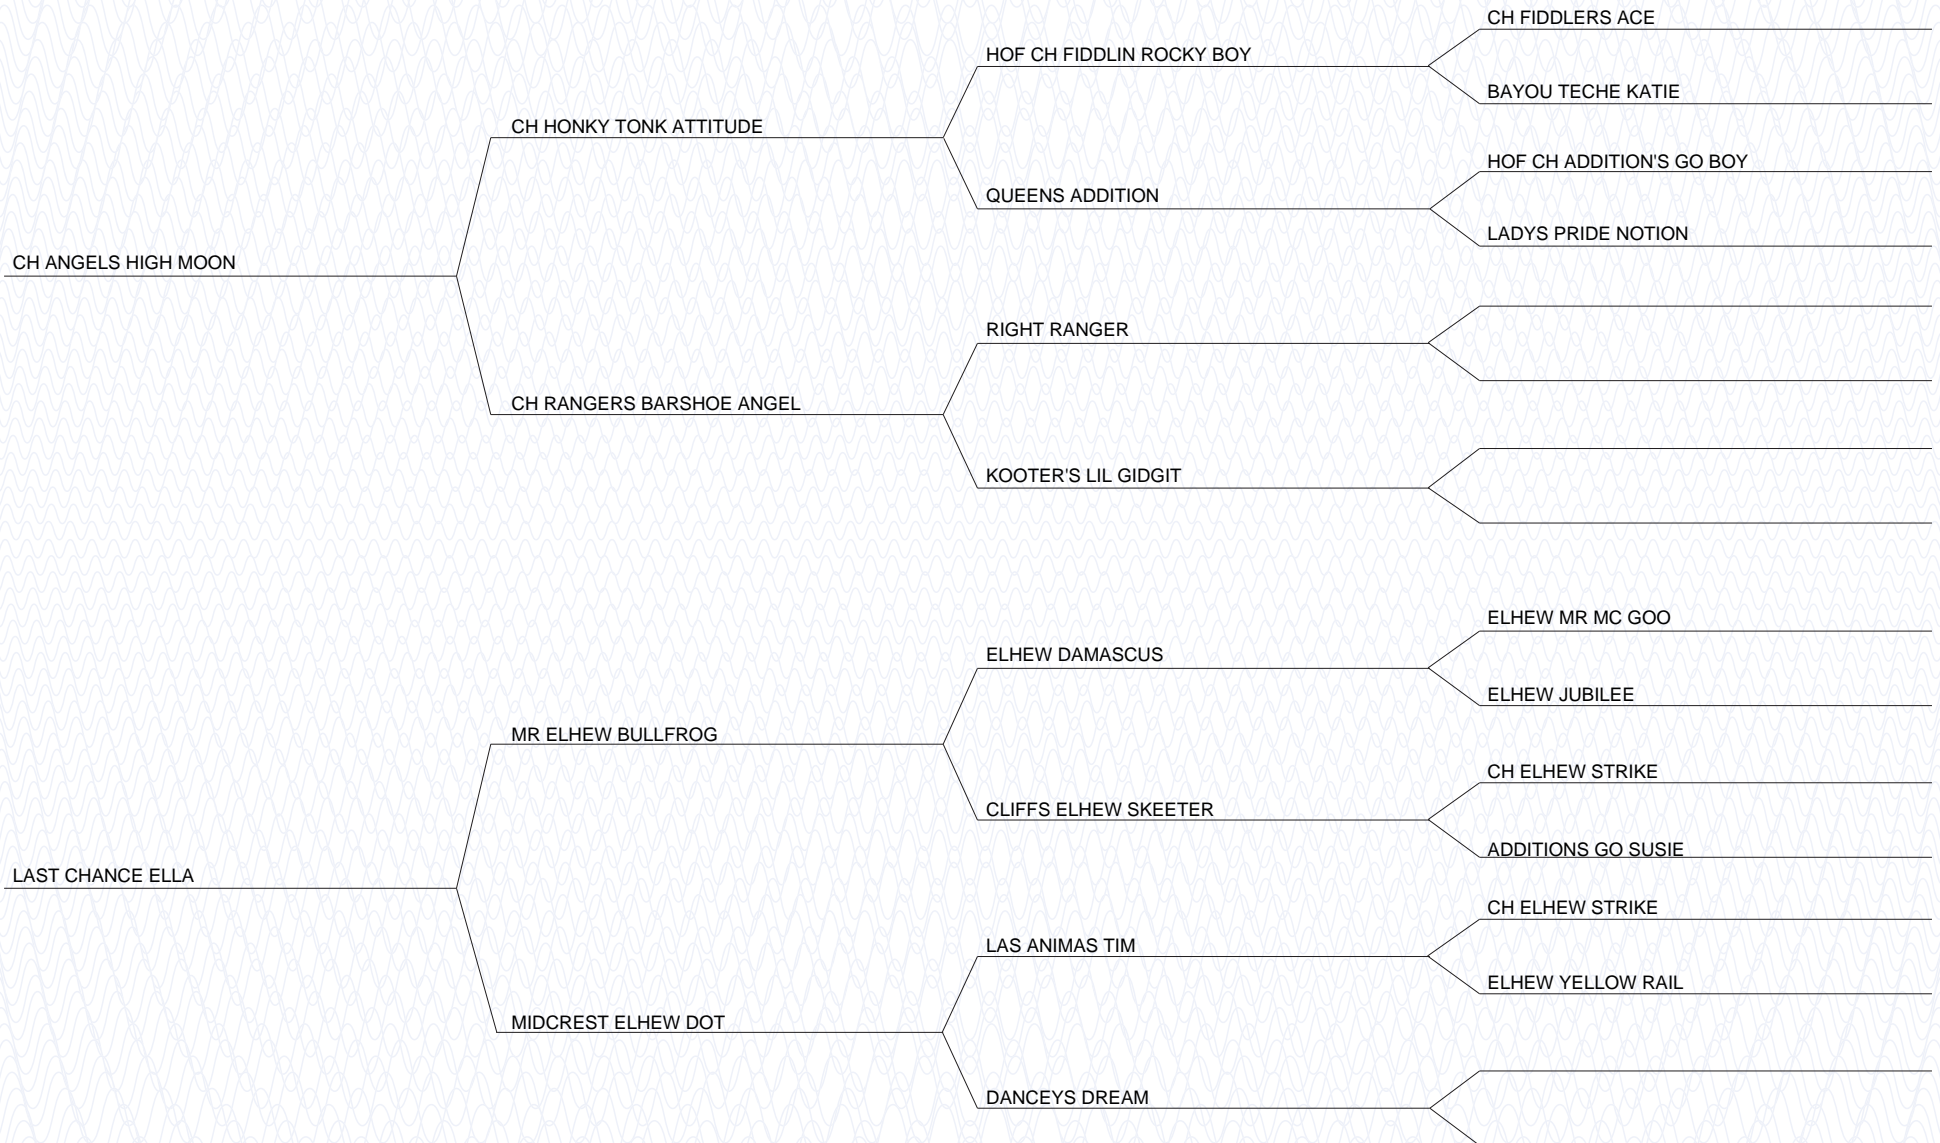 CH FIDDLERS ACE
HOF CH FIDDLIN ROCKY BOY
BAYOU TECHE KATIE
CH HONKY TONK ATTITUDE
HOF CH ADDITION'S GO BOY
QUEENS ADDITION
LADYS PRIDE NOTION
CH ANGELS HIGH MOON
RIGHT RANGER
CH RANGERS BARSHOE ANGEL
KOOTER'S LIL GIDGIT
ELHEW MR MC GOO
ELHEW DAMASCUS
ELHEW JUBILEE
MR ELHEW BULLFROG
CH ELHEW STRIKE
CLIFFS ELHEW SKEETER
ADDITIONS GO SUSIE
LAST CHANCE ELLA
CH ELHEW STRIKE
LAS ANIMAS TIM
ELHEW YELLOW RAIL
MIDCREST ELHEW DOT
DANCEYS DREAM